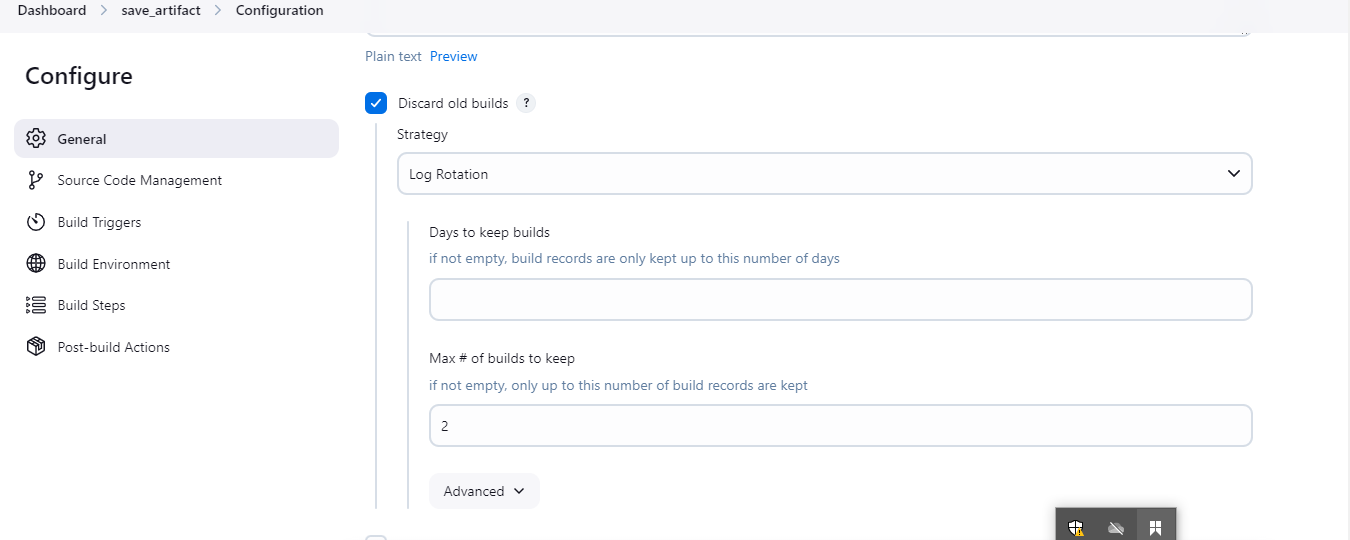 Dashboard > save_artifact > Configuration
Configure
General
Source Code Management
Build Triggers
Build Environment
Build Steps
Post-build Actions
Plain text Preview
Discard old builds ?
Strategy
Log Rotation
Days to keep builds
if not empty, build records are only kept up to this number of days
Max # of builds to keep
if not empty, only up to this number of build records are kept
2
Advanced